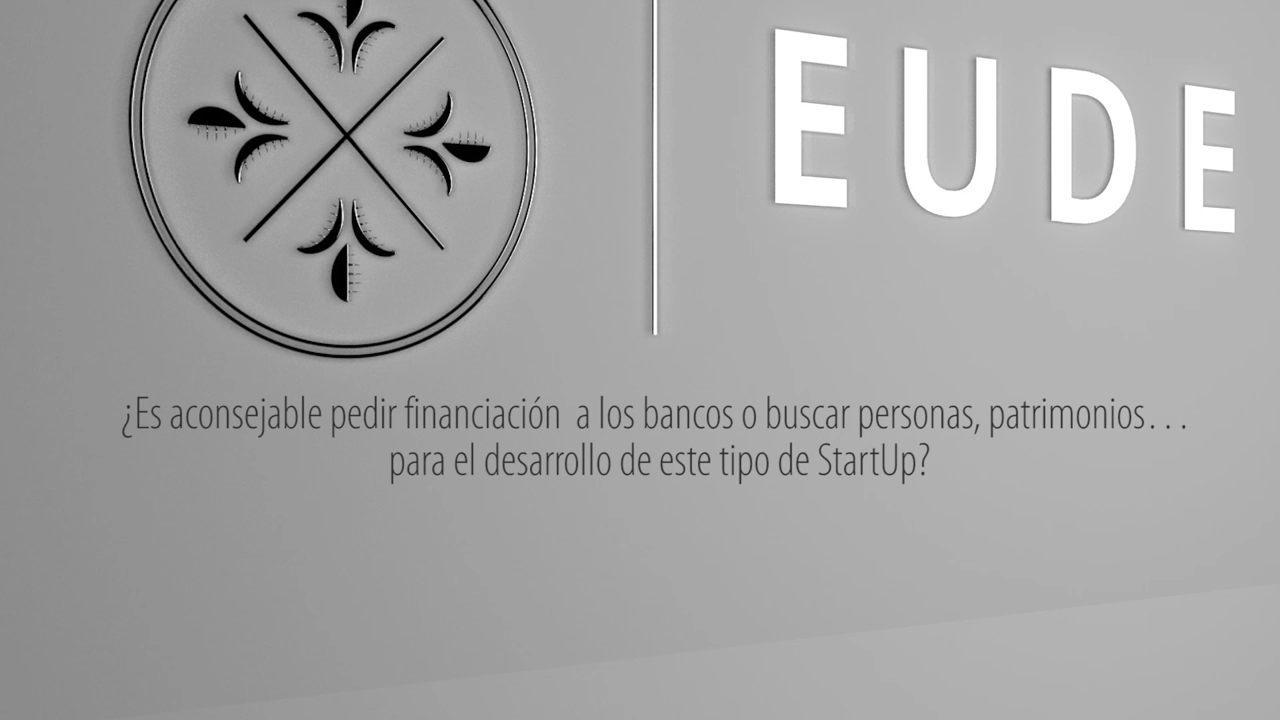 EUDE
¿Es aconsejable pedir financiación a los bancos o buscar personas, patrimonios...
para el desarrollo de este tipo de StartUp?